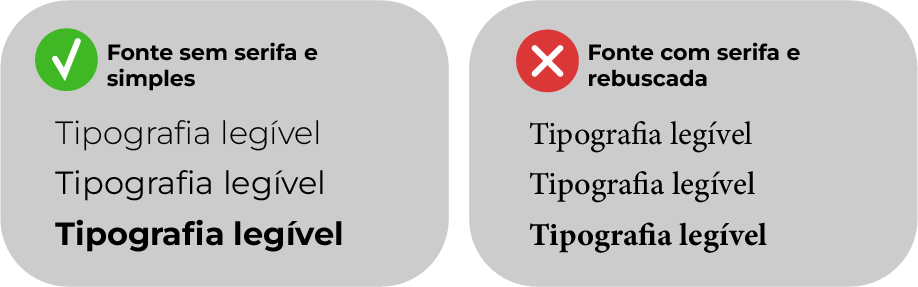 Fonte sem serifa e
simples
Tipografia legível
Tipografia legível
Tipografia legível
Fonte com serifa e
rebuscada
Tipografia legível
Tipografia legível
Tipografia legível